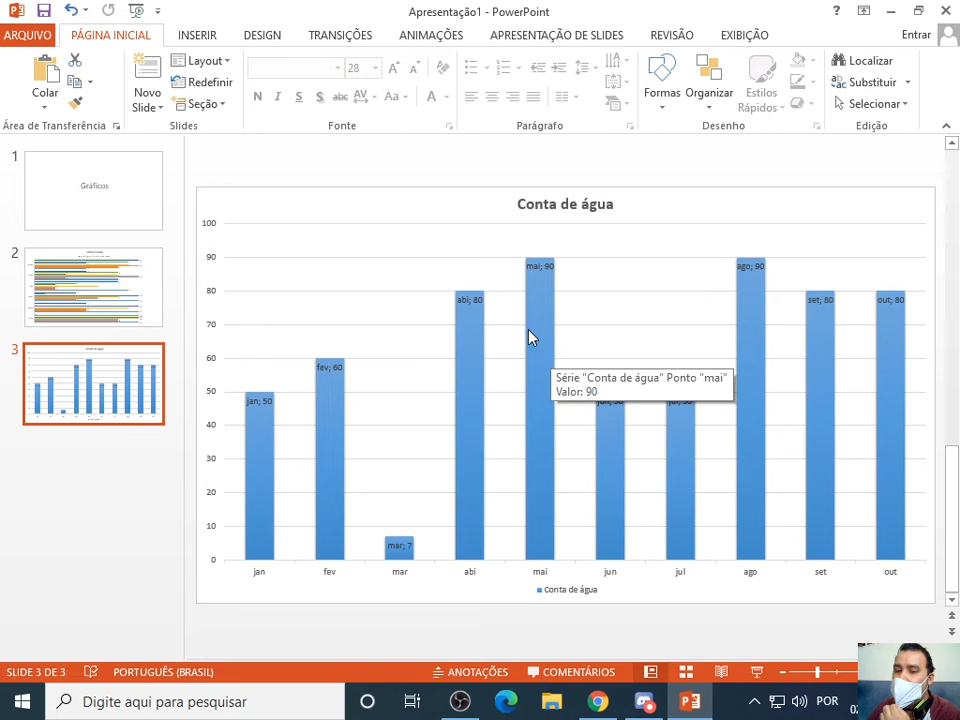 Apresentação1 - PowerPoint
?
ARQUIVO PÁGINA INICIAL INSERIR DESIGN TRANSIÇÕES ANIMAÇÕES APRESENTAÇÃO DE SLIDES REVISÃO EXIBIÇÃO Entrar
Colar
Novo Slide
Layout
Redefinir
Seção
28
N I S S abc AV Aa A
Formas Organizar Estilos Rápidos
Localizar
Substituir
Selecionar
Área de Transferência Slides Fonte Parágrafo Desenho Edição
1
Gráficos
2
3
Conta de água
100
90
80
70
60
50
40
30
20
10
0
jan; 50
fev; 60
mar; 7
abi; 80
mai; 90
ago; 90
set; 80
out; 80
Série "Conta de água" Ponto "mai"
Valor: 90
jan fev mar abi mai jun jul ago set out
Conta de água
SLIDE 3 DE 3 PORTUGUÊS (BRASIL) ANOTAÇÕES COMENTÁRIOS
Digite aqui para pesquisar
POR